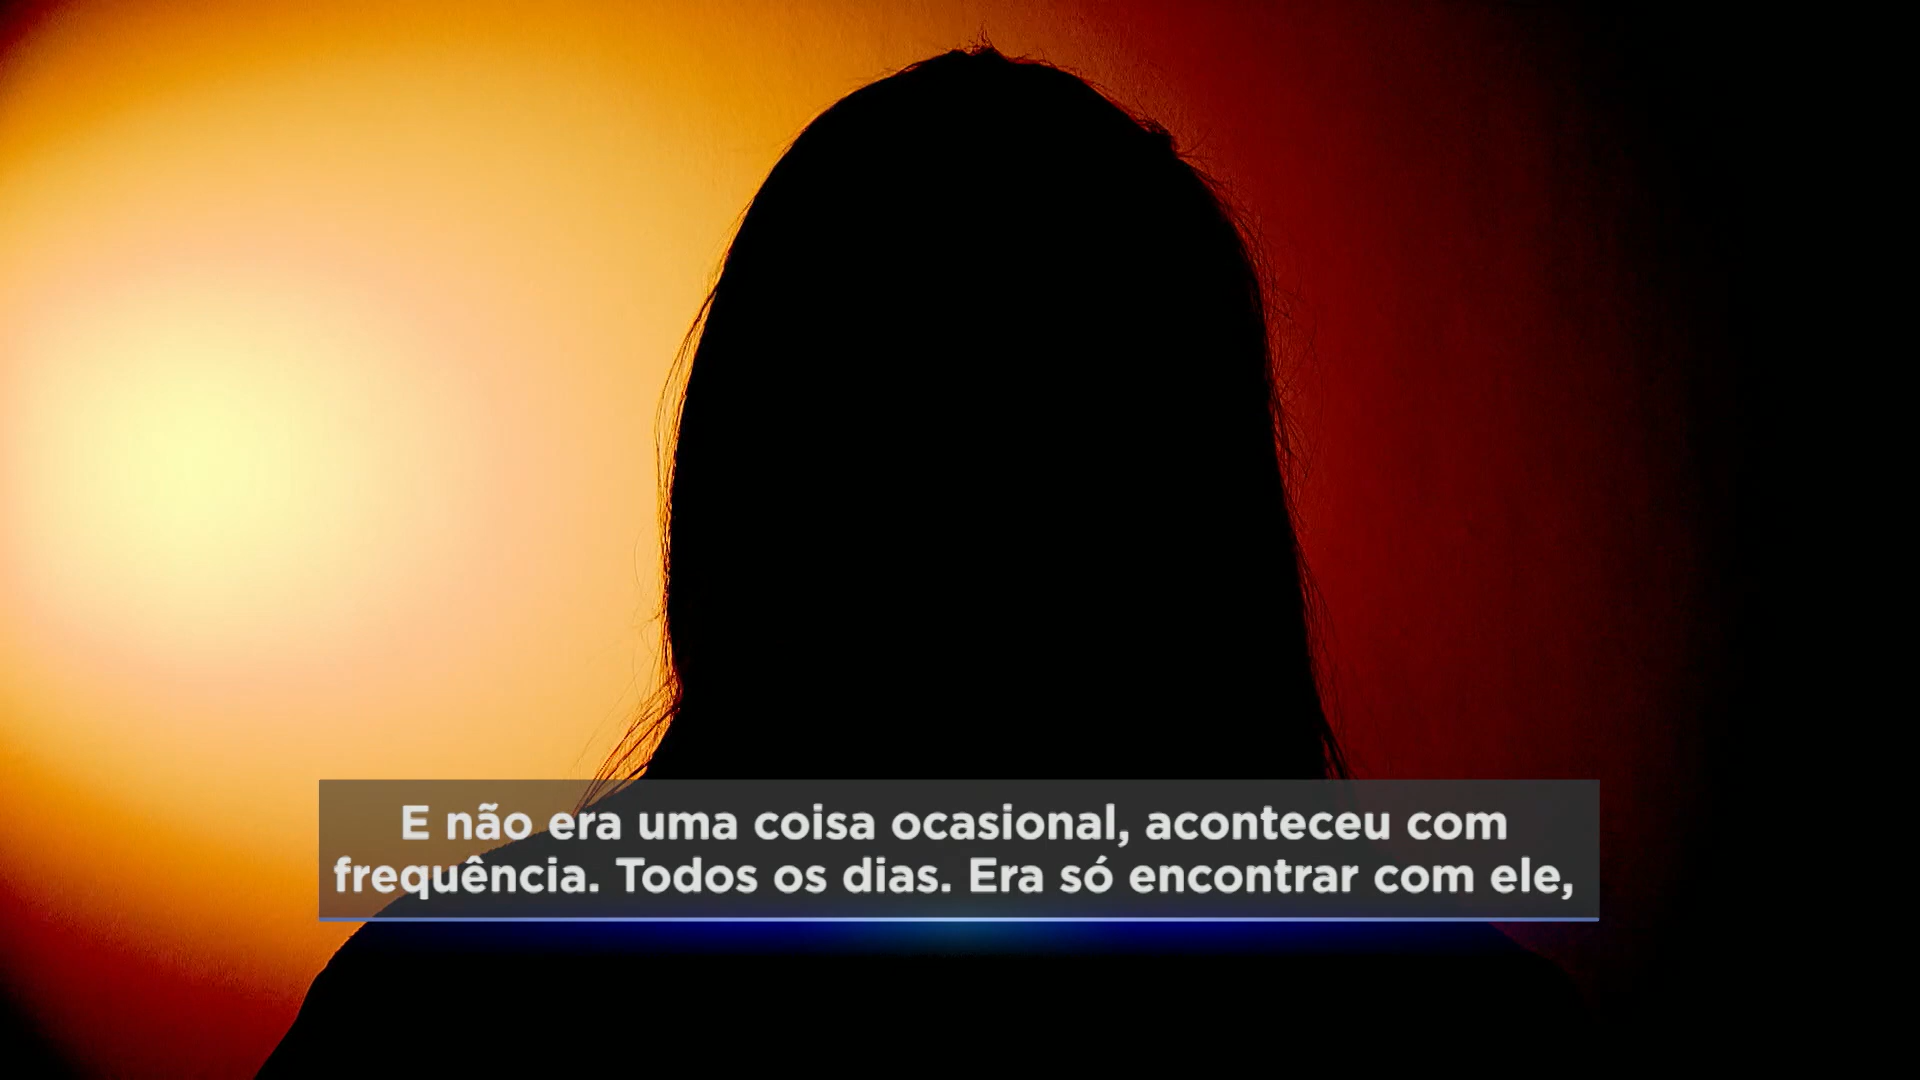 E não era uma coisa ocasional, aconteceu com
frequência. Todos os dias. Era só encontrar com ele,